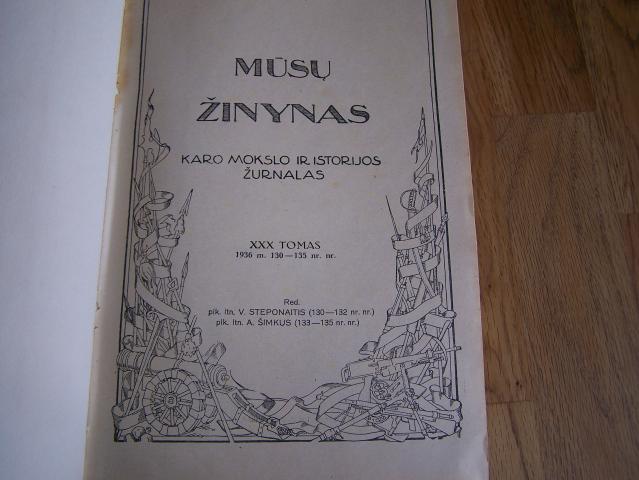 MŪSŲ
ŽINYNAS
KARO MOKSLO IR ISTORIJOS
ŽURNALAS
XXX TOMAS
1936 m. 130—135 nr. nr.
Red.
plk. ltn. V. STEPONAITIS (130—132 nr. nr.)
plk. ltn. A. ŠIMKUS (133—135 nr. nr.)